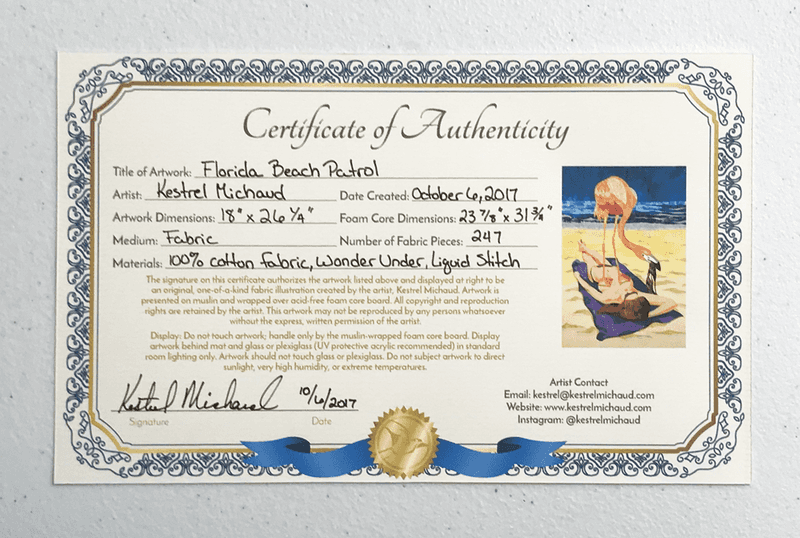 Certificate of Authenticity
Title of Artwork: Florida Beach Patrol
Artist: Kestrel Michaud Date Created: October 6, 2017
Artwork Dimensions: 18" x 26 1/4" Foam Core Dimensions: 23 7/8" x 31 3/4"
Medium: Fabric Number of Fabric Pieces: 247
Materials: 100% cotton fabric, Wonder Under, Liquid Stitch
The signature on this certificate authorizes the artwork listed above and displayed at right to be
an original, one-of-a-kind fabric illustration created by the artist, Kestrel Michaud. Artwork is
presented on muslin and wrapped over acid-free foam core board. All copyright and reproduction
rights are retained by the artist. This artwork may not be reproduced by any persons whatsoever
without the express, written permission of the artist.
Display: Do not touch artwork; handle only by the muslin-wrapped foam core board. Display
artwork behind mat and glass or plexiglass (UV protective acrylic recommended) in standard
room lighting only. Artwork should not touch glass or plexiglass. Do not subject artwork to direct
sunlight, very high humidity, or extreme temperatures.
Kestrel Michaud 10/6/2017
Signature Date
Artist Contact
Email: kestrel@kestrelmichaud.com
Website: www.kestrelmichaud.com
Instagram: @kestrelmichaud